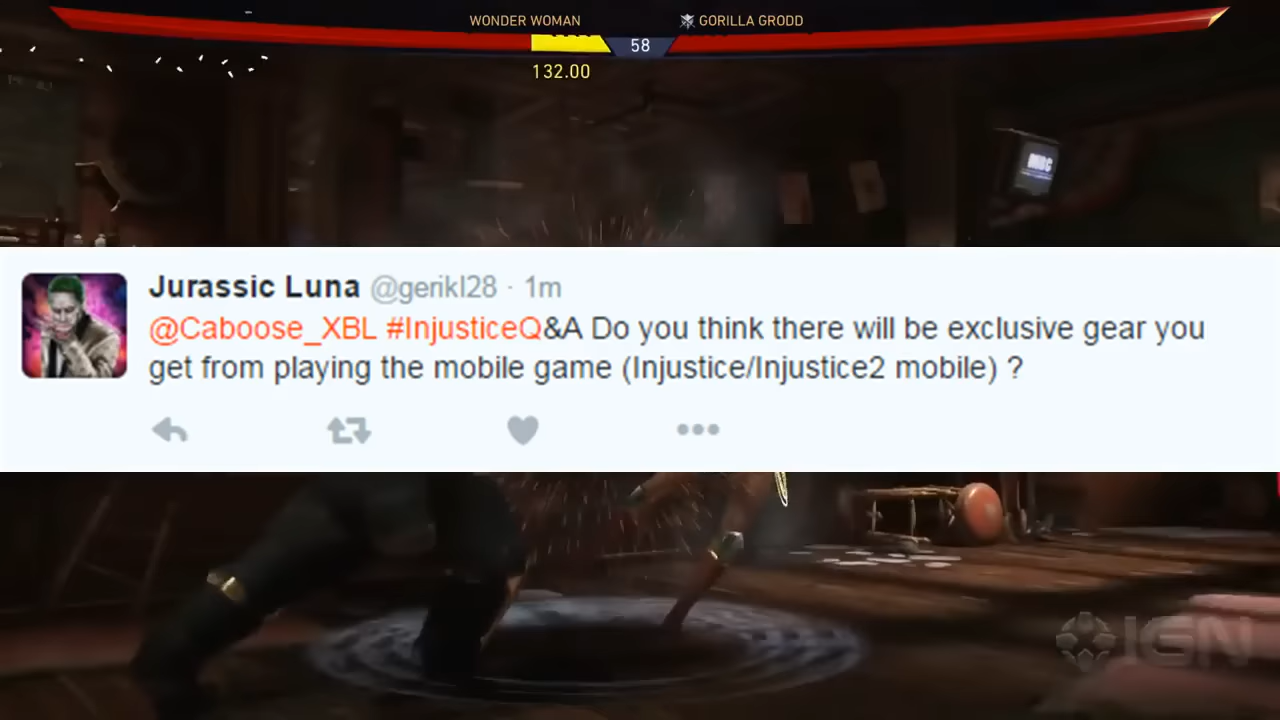 WONDER WOMAN
GORILLA GRODD
58
132.00
Jurassic Luna @gerikl28 · 1m
@Caboose_XBL #InjusticeQ&A Do you think there will be exclusive gear you
get from playing the mobile game (Injustice/Injustice2 mobile) ?
IGN